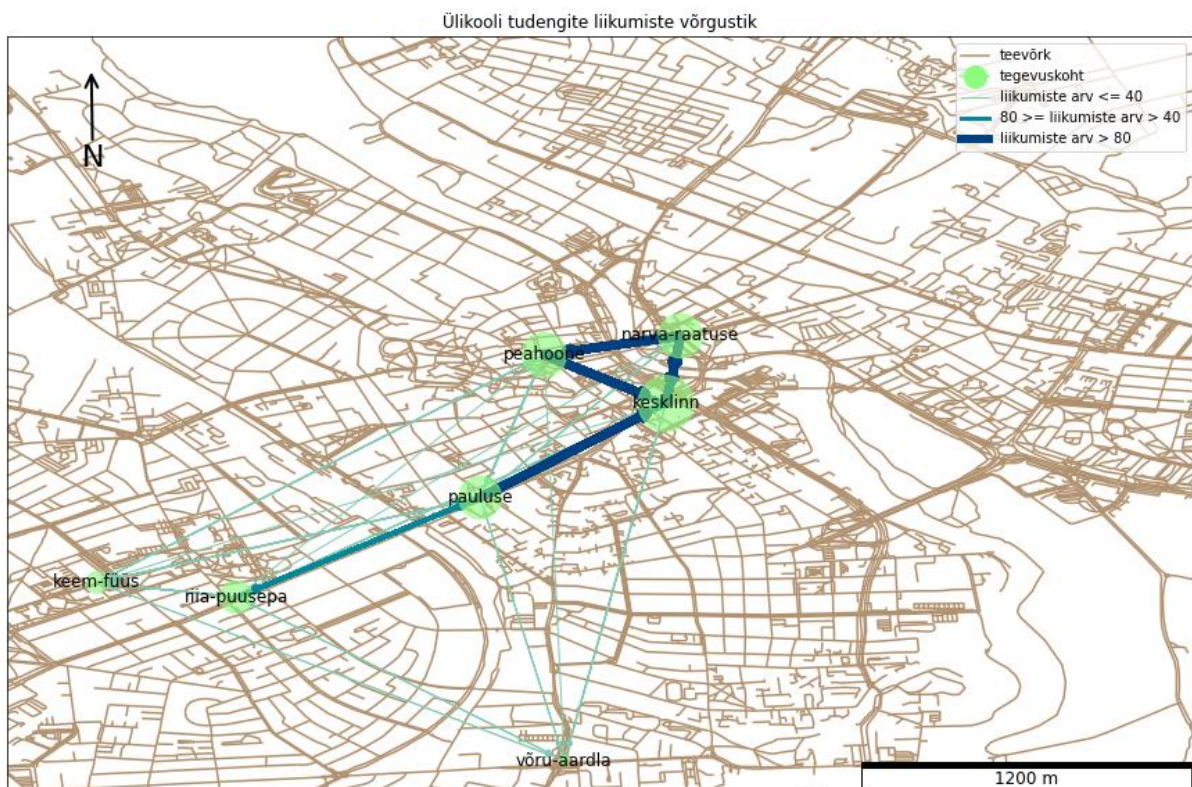 Ülikooli tudengite liikumiste võrgustik
teevõrk
tegevuskoht
liikumiste arv <= 40
80 >= liikumiste arv > 40
liikumiste arv > 80
N
narva-raatuse
peahoone
kesklinn
pauluse
keem-füüs
riia-puusepa
võru-aardla
1200 m